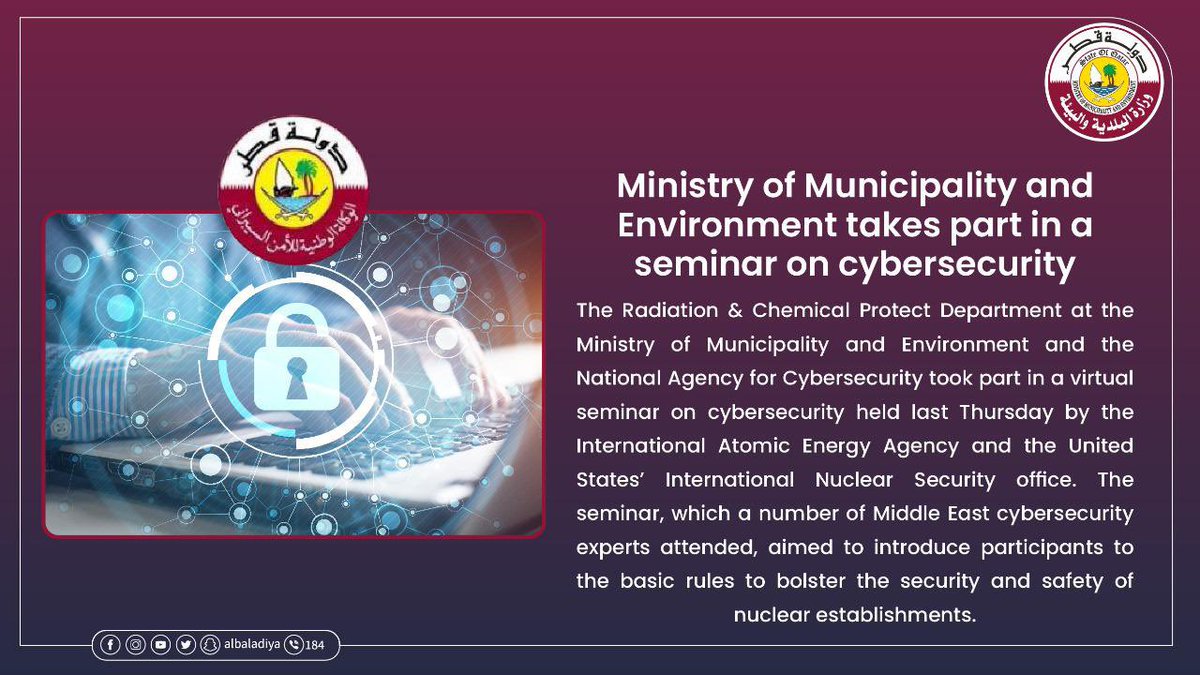 دولة قطر
State Of Qatar
MINISTRY OF MUNICIPALITY AND ENVIRONMENT
وزارة البلدية والبيئة
دولة قطر
الوكالة الوطنية للأمن السيبراني
Ministry of Municipality and
Environment takes part in a
seminar on cybersecurity
The Radiation & Chemical Protect Department at the
Ministry of Municipality and Environment and the
National Agency for Cybersecurity took part in a virtual
seminar on cybersecurity held last Thursday by the
International Atomic Energy Agency and the United
States’ International Nuclear Security office. The
seminar, which a number of Middle East cybersecurity
experts attended, aimed to introduce participants to
the basic rules to bolster the security and safety of
nuclear establishments.
albaladiya 184